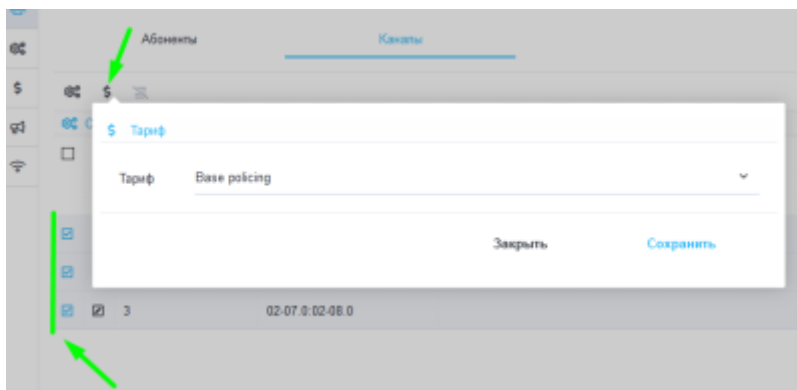 Абоненты Каналы
$
$ Тариф
Тариф Base policing
Закрыть Сохранить
3 02-07.0:02-08.0